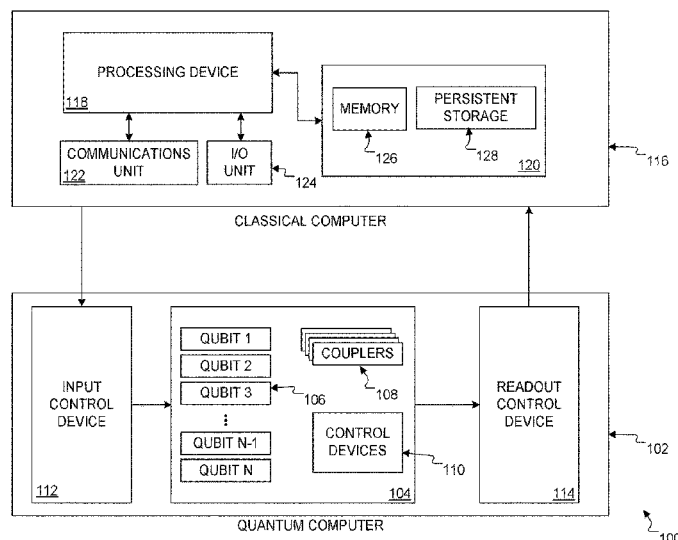 PROCESSING DEVICE
118
MEMORY
126
PERSISTENT
STORAGE
128
120
COMMUNICATIONS
UNIT
122
I/O
UNIT
124
116
CLASSICAL COMPUTER
INPUT
CONTROL
DEVICE
112
QUBIT 1
QUBIT 2
QUBIT 3
106
QUBIT N-1
QUBIT N
COUPLERS
108
CONTROL
DEVICES
110
104
READOUT
CONTROL
DEVICE
114
102
QUANTUM COMPUTER
100